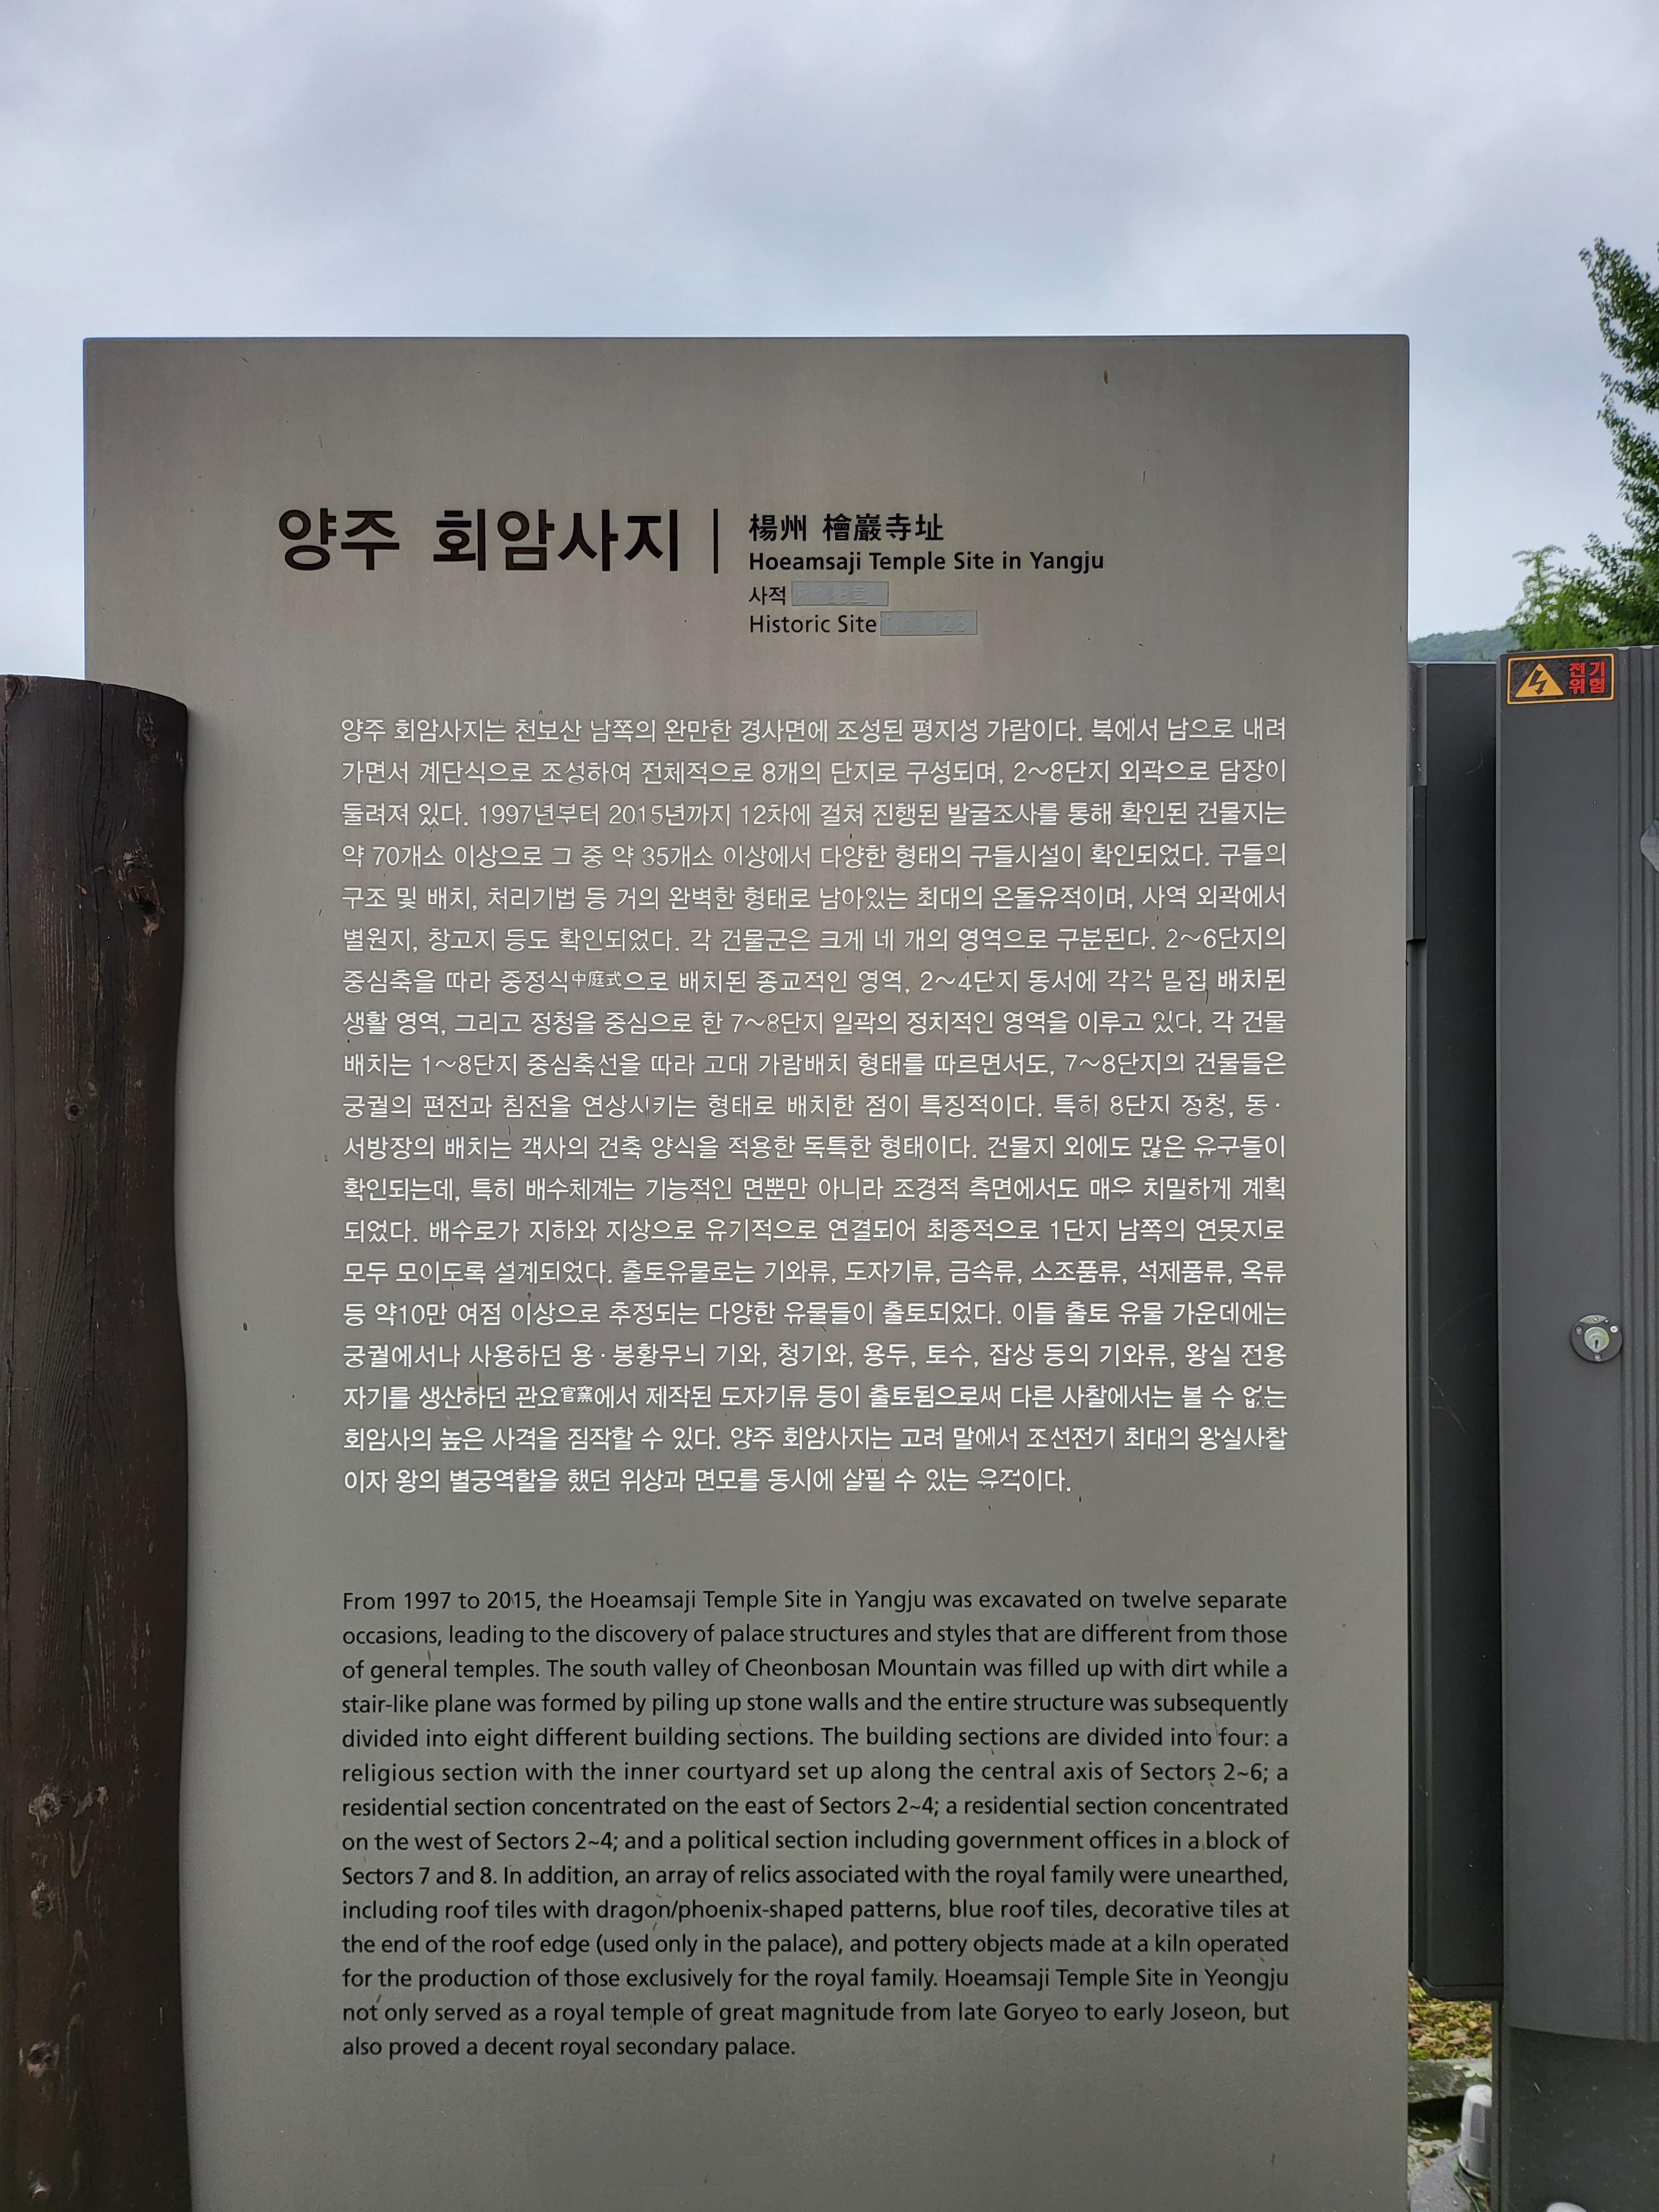 양주 회암사지
楊州 檜巖寺址
Hoeamsaji Temple Site in Yangju
사적 제128호
Historic Site No. 128
전기
위험
양주 회암사지는 천보산 남쪽의 완만한 경사면에 조성된 평지성 가람이다. 북에서 남으로 내려
가면서 계단식으로 조성하여 전체적으로 8개의 단지로 구성되며, 2～8단지 외곽으로 담장이
둘려져 있다. 1997년부터 2015년까지 12차에 걸쳐 진행된 발굴조사를 통해 확인된 건물지는
약 70개소 이상으로 그 중 약 35개소 이상에서 다양한 형태의 구들시설이 확인되었다. 구들의
구조 및 배치, 처리기법 등 거의 완벽한 형태로 남아있는 최대의 온돌유적이며, 사역 외곽에서
별원지, 창고지 등도 확인되었다. 각 건물군은 크게 네 개의 영역으로 구분된다. 2～6단지의
중심축을 따라 중정식中庭式으로 배치된 종교적인 영역, 2～4단지 동서에 각각 밀집 배치된
생활 영역, 그리고 정청을 중심으로 한 7～8단지 일곽의 정치적인 영역을 이루고 있다. 각 건물
배치는 1～8단지 중심축선을 따라 고대 가람배치 형태를 따르면서도, 7～8단지의 건물들은
궁궐의 편전과 침전을 연상시키는 형태로 배치한 점이 특징적이다. 특히 8단지 정청, 동·
서방장의 배치는 객사의 건축 양식을 적용한 독특한 형태이다. 건물지 외에도 많은 유구들이
확인되는데, 특히 배수체계는 기능적인 면뿐만 아니라 조경적 측면에서도 매우 치밀하게 계획
되었다. 배수로가 지하와 지상으로 유기적으로 연결되어 최종적으로 1단지 남쪽의 연못지로
모두 모이도록 설계되었다. 출토유물로는 기와류, 도자기류, 금속류, 소조품류, 석제품류, 옥류
등 약10만 여점 이상으로 추정되는 다양한 유물들이 출토되었다. 이들 출토 유물 가운데에는
궁궐에서나 사용하던 용·봉황무늬 기와, 청기와, 용두, 토수, 잡상 등의 기와류, 왕실 전용
자기를 생산하던 관요官窯에서 제작된 도자기류 등이 출토됨으로써 다른 사찰에서는 볼 수 없는
회암사의 높은 사격을 짐작할 수 있다. 양주 회암사지는 고려 말에서 조선전기 최대의 왕실사찰
이자 왕의 별궁역할을 했던 위상과 면모를 동시에 살필 수 있는 유적이다.
From 1997 to 2015, the Hoeamsaji Temple Site in Yangju was excavated on twelve separate
occasions, leading to the discovery of palace structures and styles that are different from those
of general temples. The south valley of Cheonbosan Mountain was filled up with dirt while a
stair-like plane was formed by piling up stone walls and the entire structure was subsequently
divided into eight different building sections. The building sections are divided into four: a
religious section with the inner courtyard set up along the central axis of Sectors 2~6; a
residential section concentrated on the east of Sectors 2~4; a residential section concentrated
on the west of Sectors 2~4; and a political section including government offices in a block of
Sectors 7 and 8. In addition, an array of relics associated with the royal family were unearthed,
including roof tiles with dragon/phoenix-shaped patterns, blue roof tiles, decorative tiles at
the end of the roof edge (used only in the palace), and pottery objects made at a kiln operated
for the production of those exclusively for the royal family. Hoeamsaji Temple Site in Yeongju
not only served as a royal temple of great magnitude from late Goryeo to early Joseon, but
also proved a decent royal secondary palace.